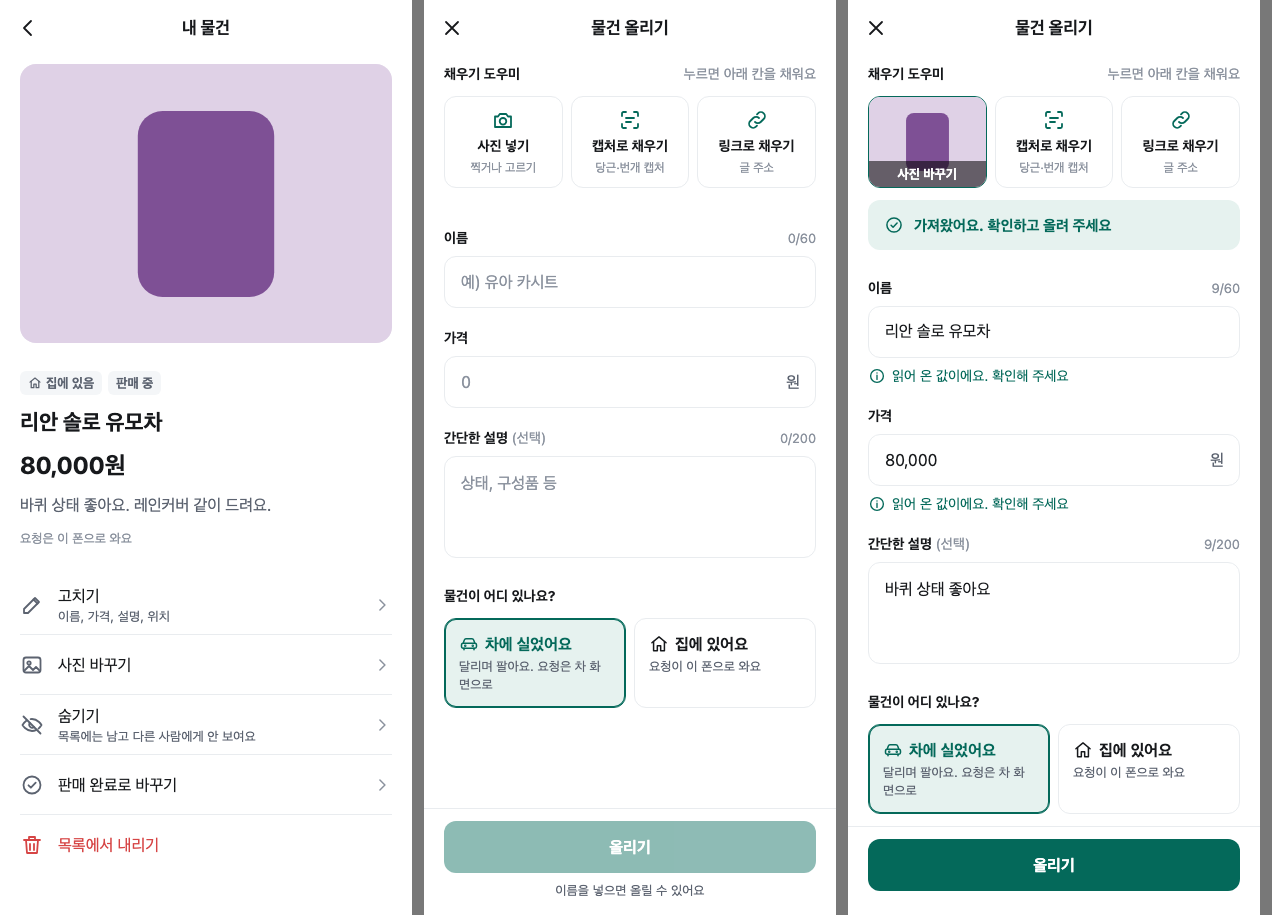 내 물건
집에 있음
판매 중
리안 솔로 유모차
80,000원
바퀴 상태 좋아요. 레인커버 같이 드려요.
요청은 이 폰으로 와요
고치기
이름, 가격, 설명, 위치
사진 바꾸기
숨기기
목록에는 남고 다른 사람에게 안 보여요
판매 완료로 바꾸기
목록에서 내리기
물건 올리기
채우기 도우미
누르면 아래 칸을 채워요
사진 넣기
찍거나 고르기
캡처로 채우기
당근·번개 캡처
링크로 채우기
글 주소
이름
0/60
예) 유아 카시트
가격
0
원
간단한 설명 (선택)
0/200
상태, 구성품 등
물건이 어디 있나요?
차에 실었어요
달리며 팔아요. 요청은 차 화
면으로
집에 있어요
요청이 이 폰으로 와요
올리기
이름을 넣으면 올릴 수 있어요
물건 올리기
채우기 도우미
누르면 아래 칸을 채워요
사진 바꾸기
캡처로 채우기
당근·번개 캡처
링크로 채우기
글 주소
가져왔어요. 확인하고 올려 주세요
이름
9/60
리안 솔로 유모차
읽어 온 값이에요. 확인해 주세요
가격
80,000
원
읽어 온 값이에요. 확인해 주세요
간단한 설명 (선택)
9/200
바퀴 상태 좋아요
물건이 어디 있나요?
차에 실었어요
달리며 팔아요. 요청은 차 화
면으로
집에 있어요
요청이 이 폰으로 와요
올리기